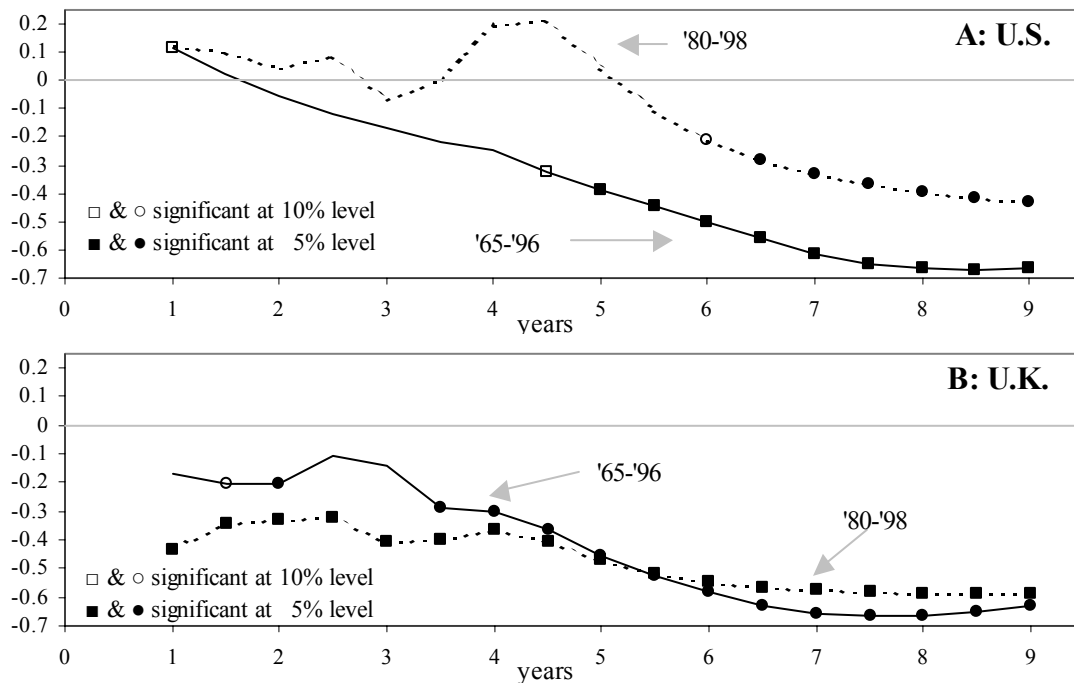 0.2
A: U.S.
'80-'98
0.1
0
-0.1
-0.2
-0.3
-0.4
□ & ○ significant at 10% level
-0.5
■ & ● significant at 5% level
'65-'96
-0.6
-0.7
0 1 2 3 4 5 6 7 8 9
years
0.2
B: U.K.
0.1
0
-0.1
'65-'96
-0.2
-0.3
'80-'98
-0.4
-0.5
□ & ○ significant at 10% level
-0.6
■ & ● significant at 5% level
-0.7
0 1 2 3 4 5 6 7 8 9
years